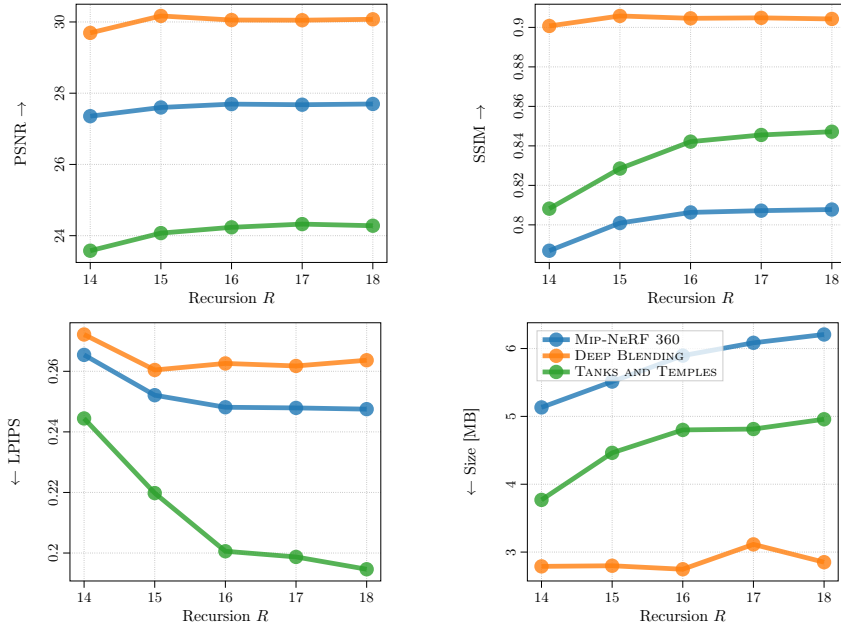 PSNR →
30
28
26
24
14 15 16 17 18
Recursion R
SSIM →
0.9
0.88
0.86
0.84
0.82
0.8
14 15 16 17 18
Recursion R
← LPIPS
0.26
0.24
0.22
0.2
14 15 16 17 18
Recursion R
← Size [MB]
6
5
4
3
14 15 16 17 18
Recursion R
Mip-NeRF 360
Deep Blending
Tanks and Temples